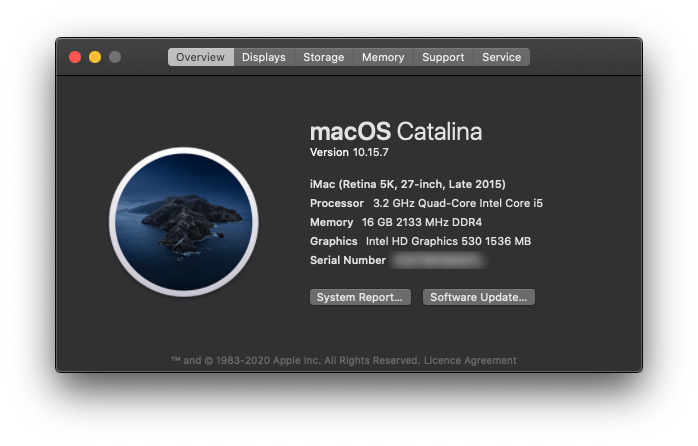 Overview Displays Storage Memory Support Service
macOS Catalina
Version 10.15.7
iMac (Retina 5K, 27-inch, Late 2015)
Processor 3.2 GHz Quad-Core Intel Core i5
Memory 16 GB 2133 MHz DDR4
Graphics Intel HD Graphics 530 1536 MB
Serial Number
System Report... Software Update...
™ and © 1983-2020 Apple Inc. All Rights Reserved. Licence Agreement